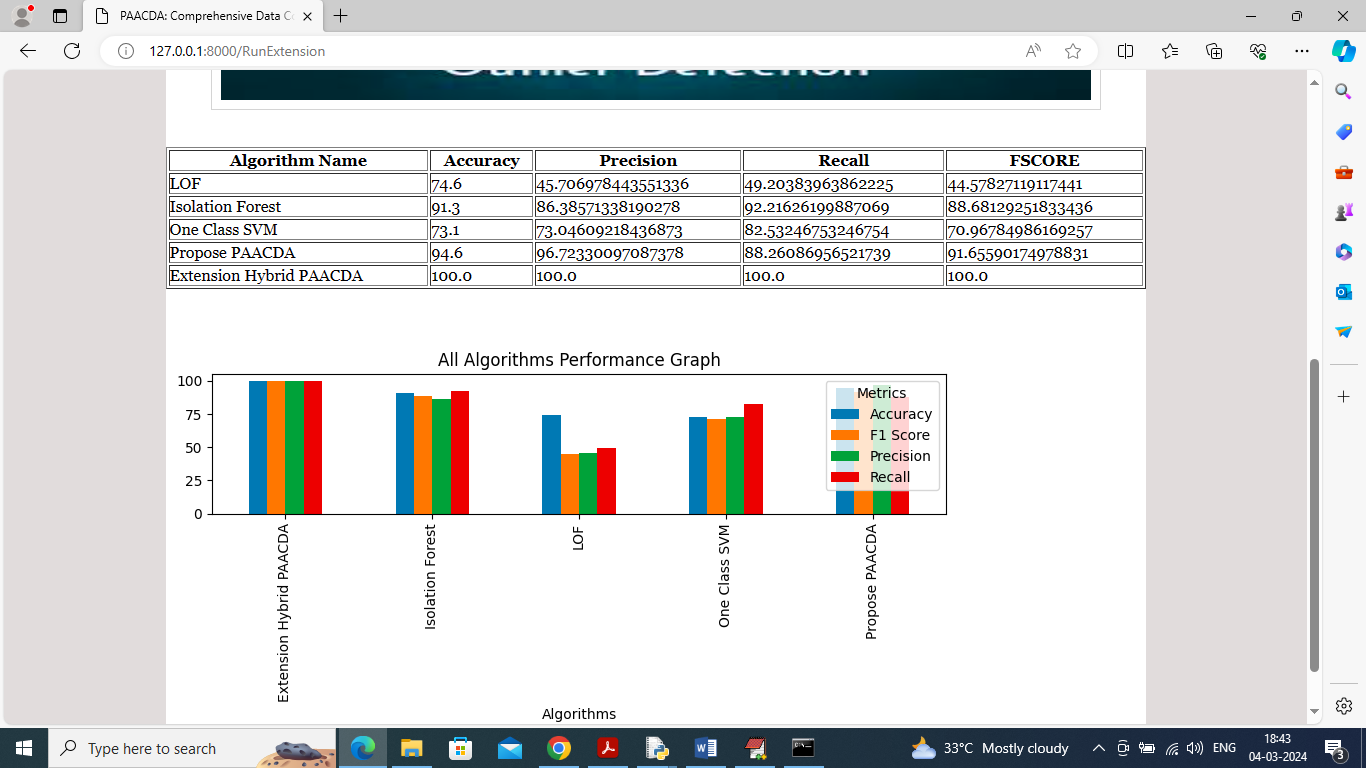 PAACDA: Comprehensive Data C
127.0.0.1:8000/RunExtension
Outlier Detection
Algorithm Name Accuracy Precision Recall FSCORE
LOF 74.6 45.706978443551336 49.20383963862225 44.57827119117441
Isolation Forest 91.3 86.38571338190278 92.21626199887069 88.68129251833436
One Class SVM 73.1 73.04609218436873 82.53246753246754 70.96784986169257
Propose PAACDA 94.6 96.72330097087378 88.26086956521739 91.65590174978831
Extension Hybrid PAACDA 100.0 100.0 100.0 100.0
All Algorithms Performance Graph
100
75
50
25
0
Metrics
Accuracy
F1 Score
Precision
Recall
Extension Hybrid PAACDA
Isolation Forest
LOF
One Class SVM
Propose PAACDA
Algorithms
Type here to search
33°C Mostly cloudy
ENG
18:43
04-03-2024
3